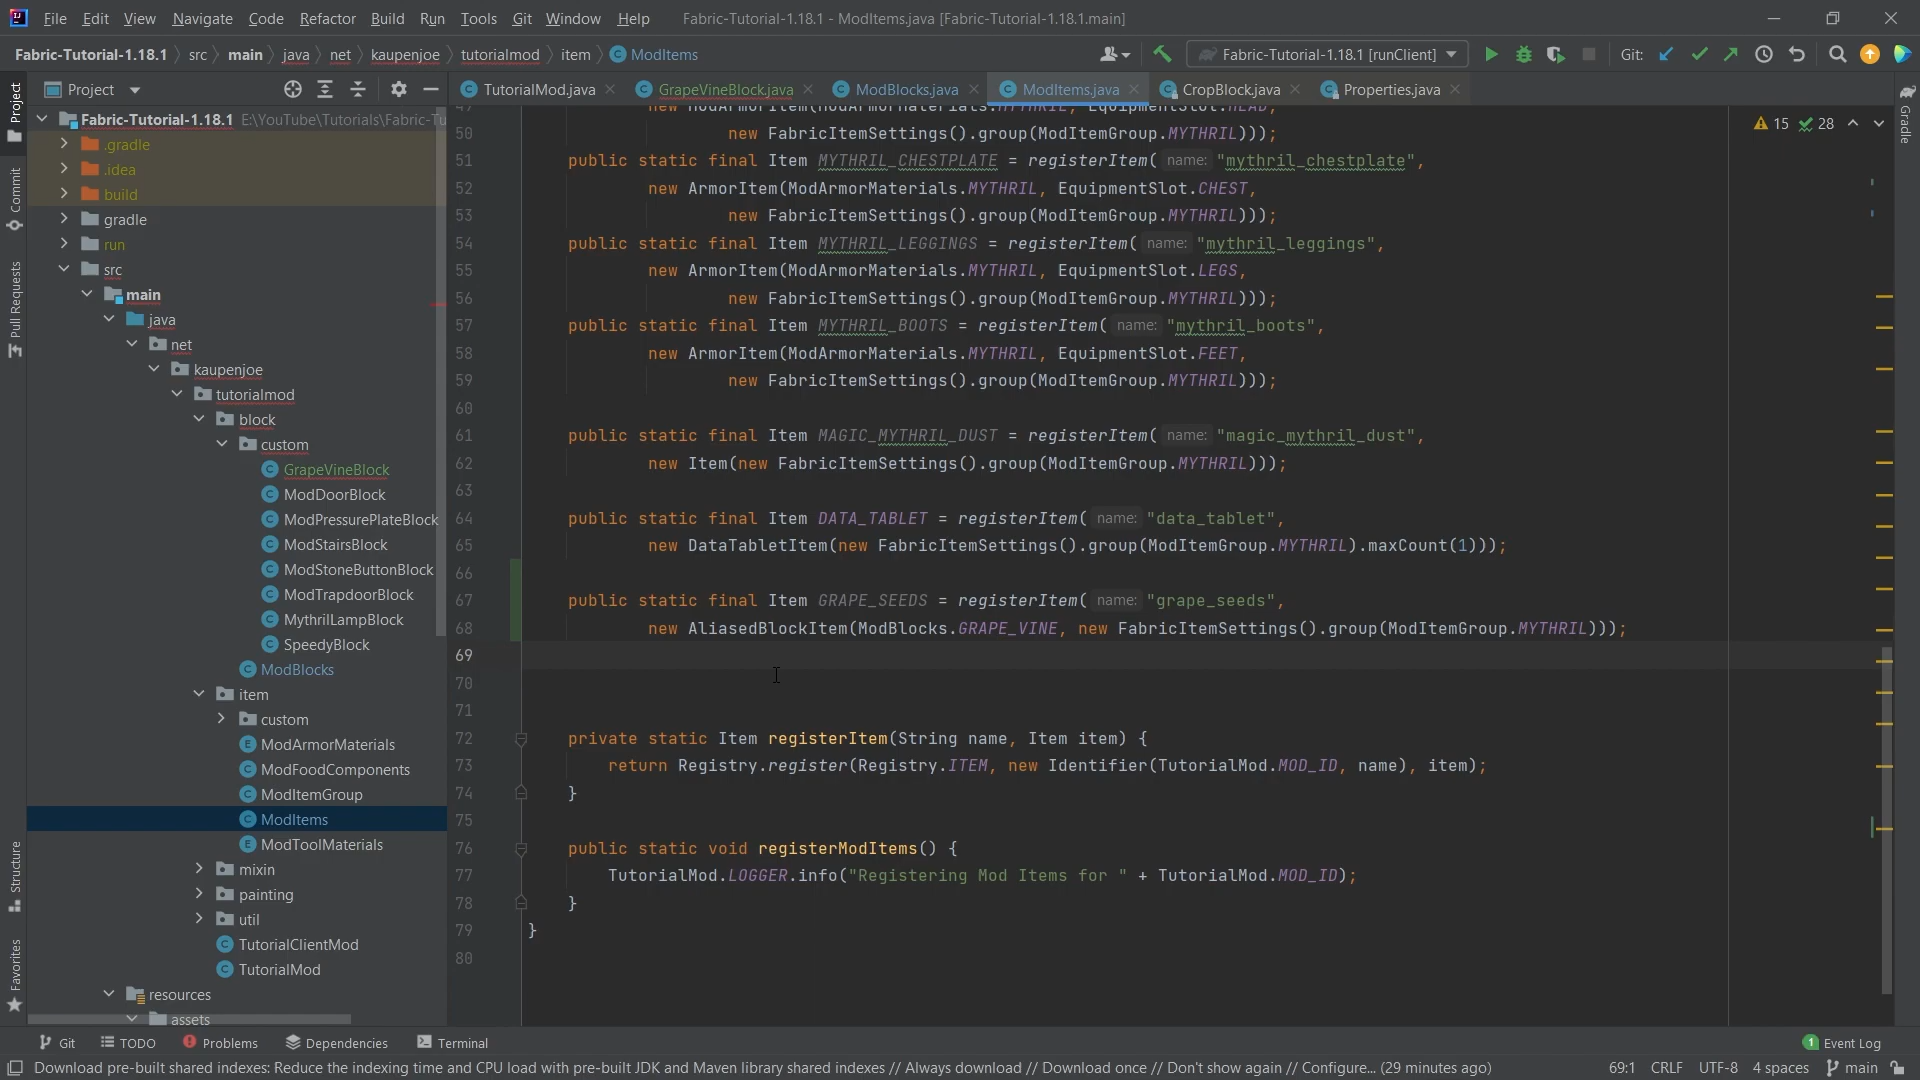 File Edit View Navigate Code Refactor Build Run Tools Git Window Help Fabric-Tutorial-1.18.1 - ModItems.java [Fabric-Tutorial-1.18.1.main]
Fabric-Tutorial-1.18.1 src main java net kaupenjoe tutorialmod item ModItems Fabric-Tutorial-1.18.1 [runClient] Git:
Project TutorialMod.java GrapeVineBlock.java ModBlocks.java ModItems.java CropBlock.java Properties.java
Project
Commit
Pull Requests
Structure
Favorites
Gradle
Fabric-Tutorial-1.18.1 E:\YouTube\Tutorials\Fabric-Tu
.gradle
.idea
build
gradle
run
src
main
java
net
kaupenjoe
tutorialmod
block
custom
GrapeVineBlock
ModDoorBlock
ModPressurePlateBlock
ModStairsBlock
ModStoneButtonBlock
ModTrapdoorBlock
MythrilLampBlock
SpeedyBlock
ModBlocks
item
custom
ModArmorMaterials
ModFoodComponents
ModItemGroup
ModItems
ModToolMaterials
mixin
painting
util
TutorialClientMod
TutorialMod
resources
assets
15 28
49 new ModArmorItem(ModArmorMaterials.MYTHRIL, EquipmentSlot.HEAD,
50 new FabricItemSettings().group(ModItemGroup.MYTHRIL)));
51 public static final Item MYTHRIL_CHESTPLATE = registerItem( name: "mythril_chestplate",
52 new ArmorItem(ModArmorMaterials.MYTHRIL, EquipmentSlot.CHEST,
53 new FabricItemSettings().group(ModItemGroup.MYTHRIL)));
54 public static final Item MYTHRIL_LEGGINGS = registerItem( name: "mythril_leggings",
55 new ArmorItem(ModArmorMaterials.MYTHRIL, EquipmentSlot.LEGS,
56 new FabricItemSettings().group(ModItemGroup.MYTHRIL)));
57 public static final Item MYTHRIL_BOOTS = registerItem( name: "mythril_boots",
58 new ArmorItem(ModArmorMaterials.MYTHRIL, EquipmentSlot.FEET,
59 new FabricItemSettings().group(ModItemGroup.MYTHRIL)));
60
61 public static final Item MAGIC_MYTHRIL_DUST = registerItem( name: "magic_mythril_dust",
62 new Item(new FabricItemSettings().group(ModItemGroup.MYTHRIL)));
63
64 public static final Item DATA_TABLET = registerItem( name: "data_tablet",
65 new DataTabletItem(new FabricItemSettings().group(ModItemGroup.MYTHRIL).maxCount(1)));
66
67 public static final Item GRAPE_SEEDS = registerItem( name: "grape_seeds",
68 new AliasedBlockItem(ModBlocks.GRAPE_VINE, new FabricItemSettings().group(ModItemGroup.MYTHRIL)));
69
70
71
72 private static Item registerItem(String name, Item item) {
73 return Registry.register(Registry.ITEM, new Identifier(TutorialMod.MOD_ID, name), item);
74 }
75
76 public static void registerModItems() {
77 TutorialMod.LOGGER.info("Registering Mod Items for " + TutorialMod.MOD_ID);
78 }
79 }
80
Git TODO Problems Dependencies Terminal 1 Event Log
Download pre-built shared indexes: Reduce the indexing time and CPU load with pre-built JDK and Maven library shared indexes // Always download // Download once // Don't show again // Configure... (29 minutes ago) 69:1 CRLF UTF-8 4 spaces main